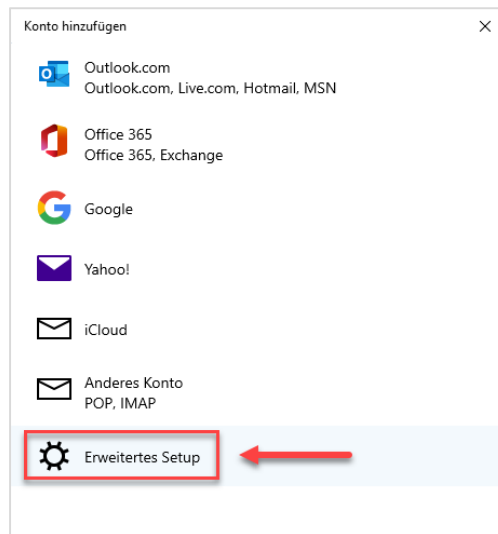 Konto hinzufügen
Outlook.com
Outlook.com, Live.com, Hotmail, MSN
Office 365
Office 365, Exchange
Google
Yahoo!
iCloud
Anderes Konto
POP, IMAP
Erweitertes Setup